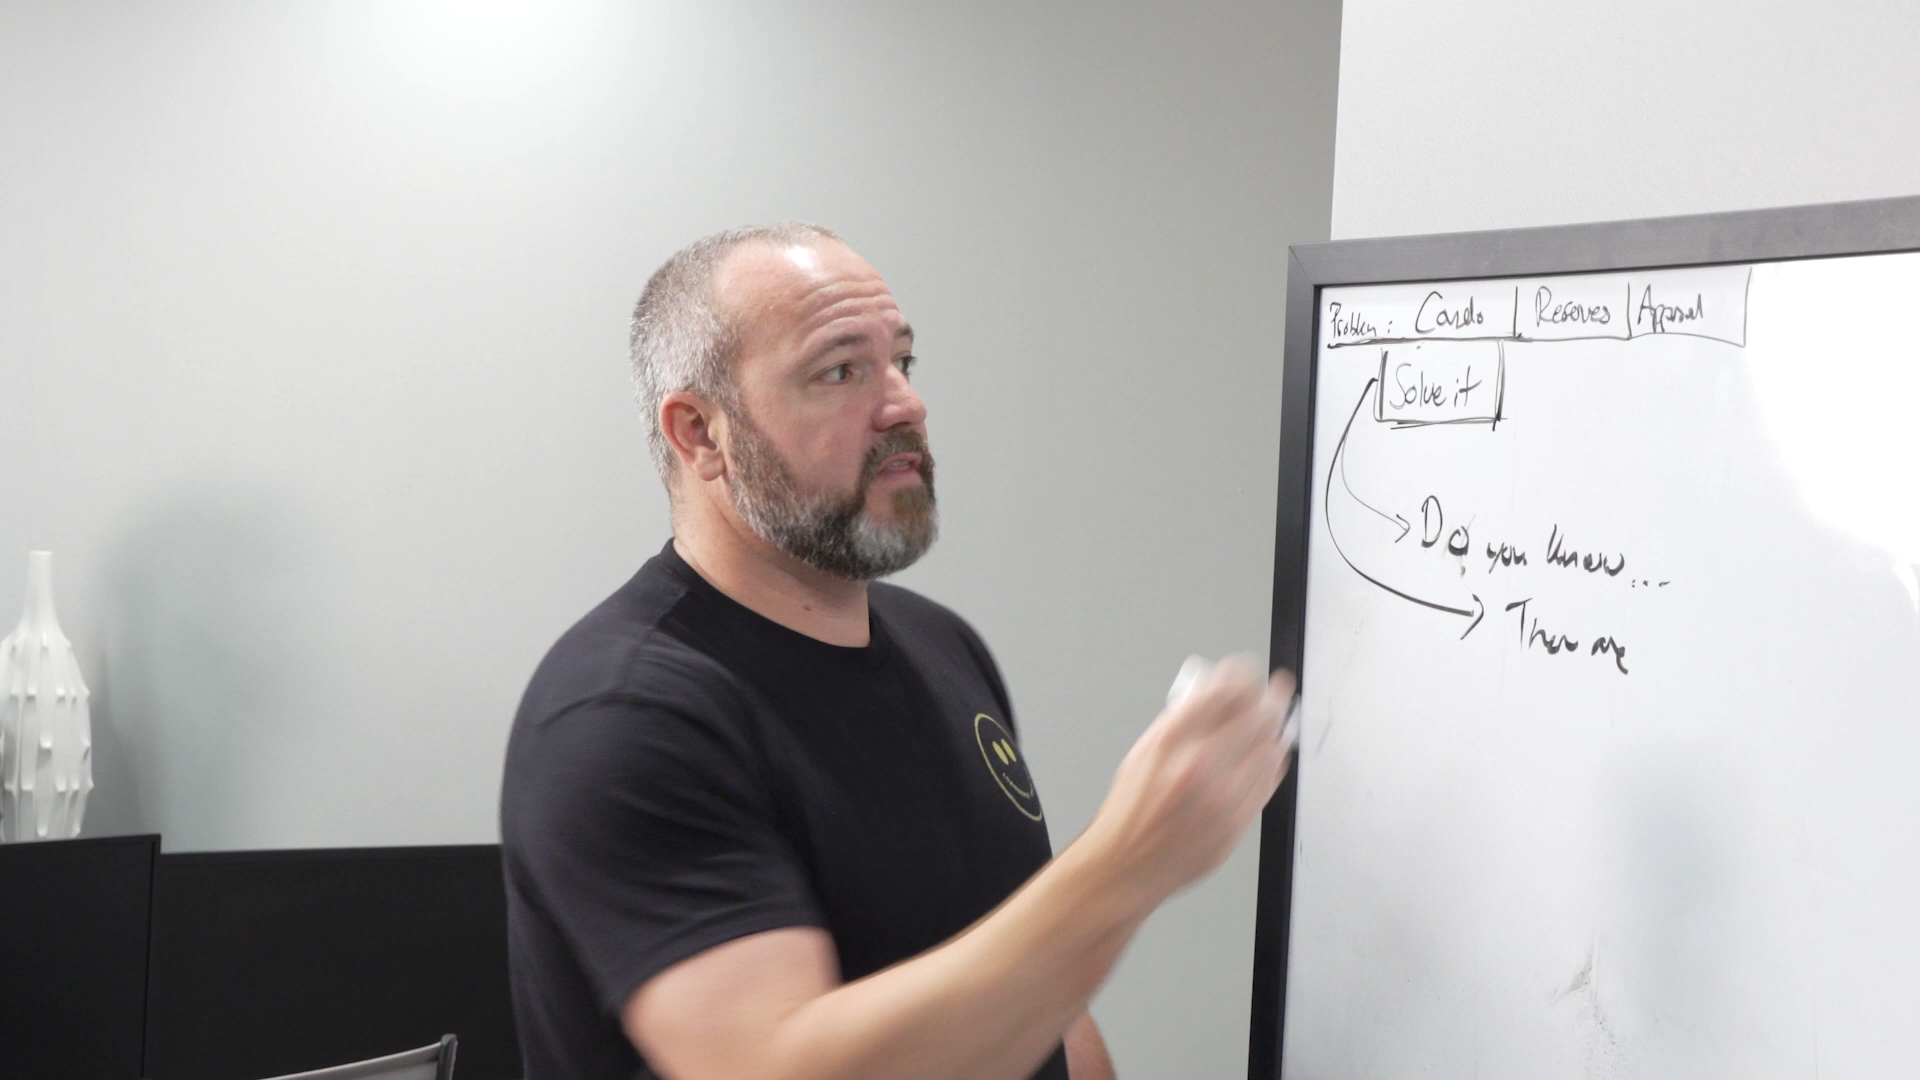 Problem: Condo | Reserves | Appraisal
Solve it
Do you know...
There are